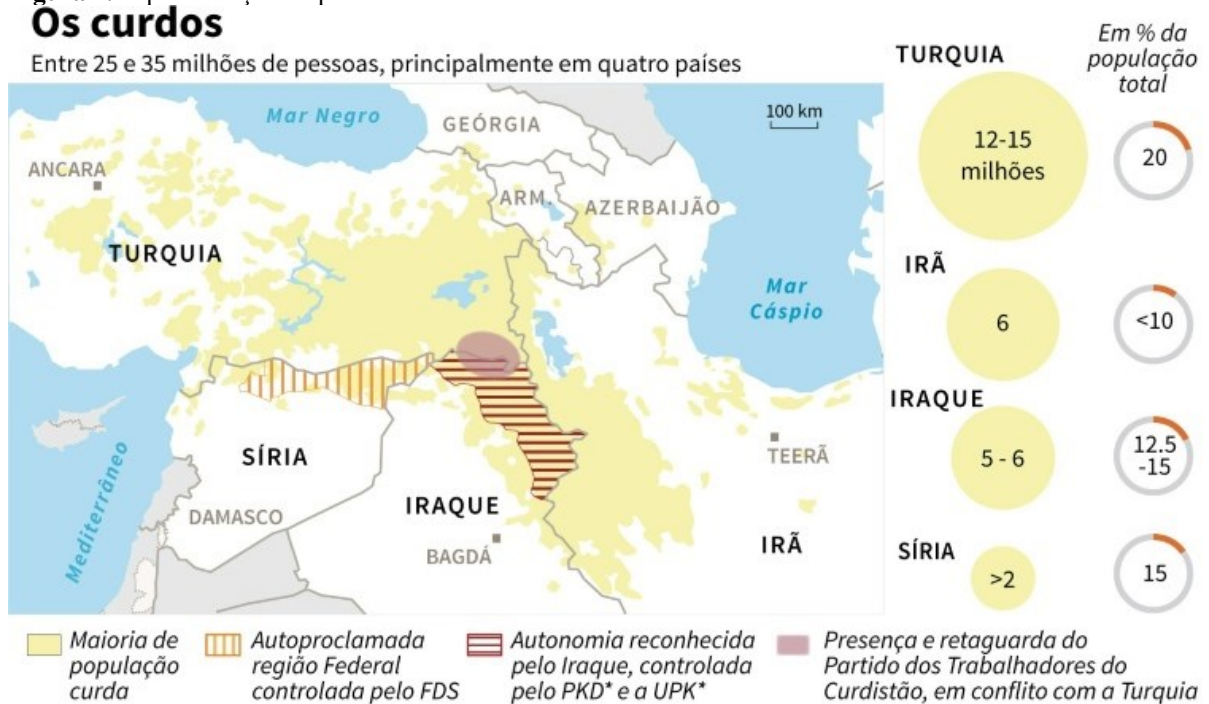 Os curdos
Entre 25 e 35 milhões de pessoas, principalmente em quatro países
Mar Negro
GEÓRGIA
100 km
ANCARA
ARM.
AZERBAIJÃO
TURQUIA
Mar
Cáspio
SÍRIA
TEERÃ
Mediterrâneo
DAMASCO
IRAQUE
BAGDÁ
IRÃ
Em % da
população
total
TURQUIA
12-15
milhões
20
IRÃ
6
<10
IRAQUE
5 - 6
12.5
-15
SÍRIA
>2
15
Maioria de
população
curda
Autoproclamada
região Federal
controlada pelo FDS
Autonomia reconhecida
pelo Iraque, controlada
pelo PKD* e a UPK*
Presença e retaguarda do
Partido dos Trabalhadores do
Curdistão, em conflito com a Turquia